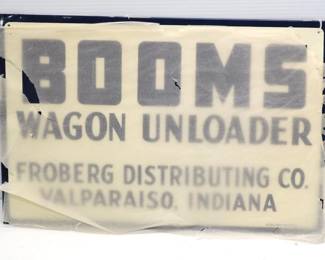 BOOMS
WAGON UNLOADER
FROBERG DISTRIBUTING CO.
VALPARAISO, INDIANA